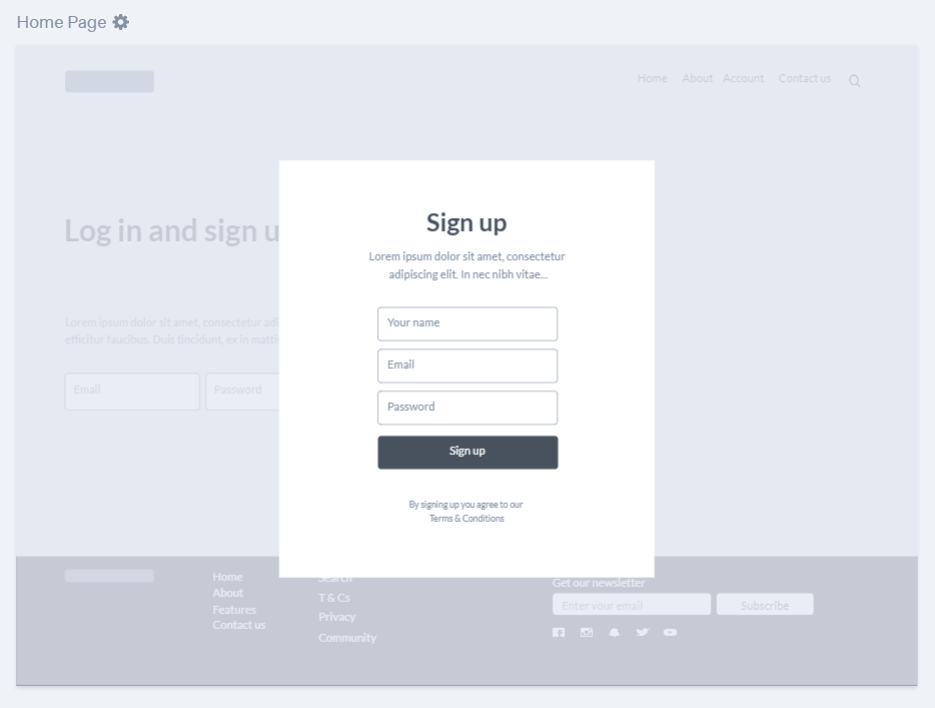 Home Page
Home About Account Contact us
Log in and sign u
Lorem ipsum dolor sit amet, consectetur adi
efficitur faucibus. Duis tincidunt, ex in mattis
Email
Password
Sign up
Lorem ipsum dolor sit amet, consectetur
adipiscing elit. In nec nibh vitae...
Your name
Email
Password
Sign up
By signing up you agree to our
Terms & Conditions
Home
About
Features
Contact us
Search
T & Cs
Privacy
Community
Get our newsletter
Enter your email
Subscribe